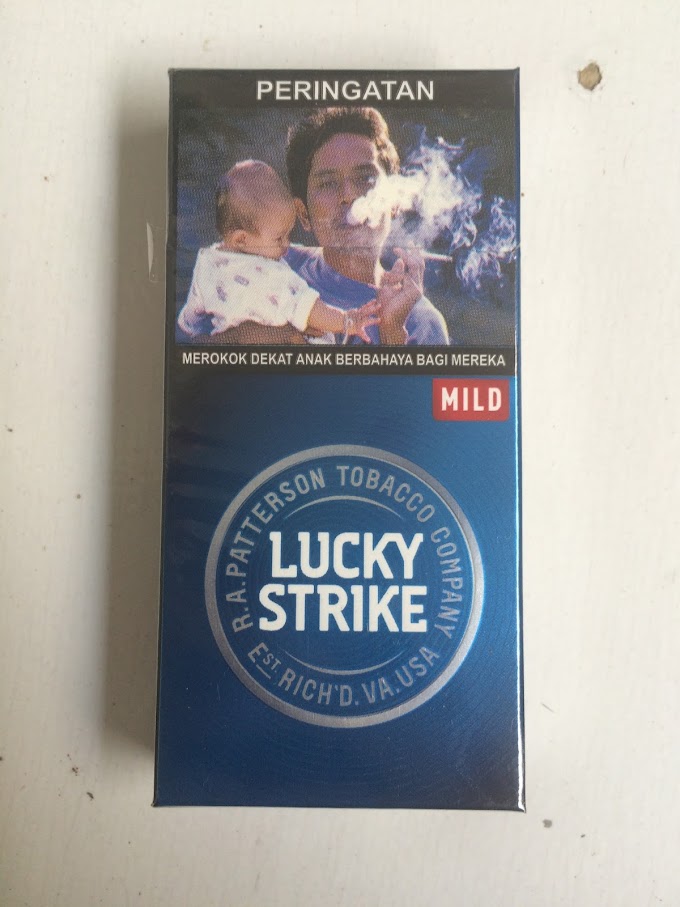 PERINGATAN
MEROKOK DEKAT ANAK BERBAHAYA BAGI MEREKA
MILD
R.A.PATTERSON TOBACCO COMPANY
LUCKY
STRIKE
EST. RICH'D. VA. USA